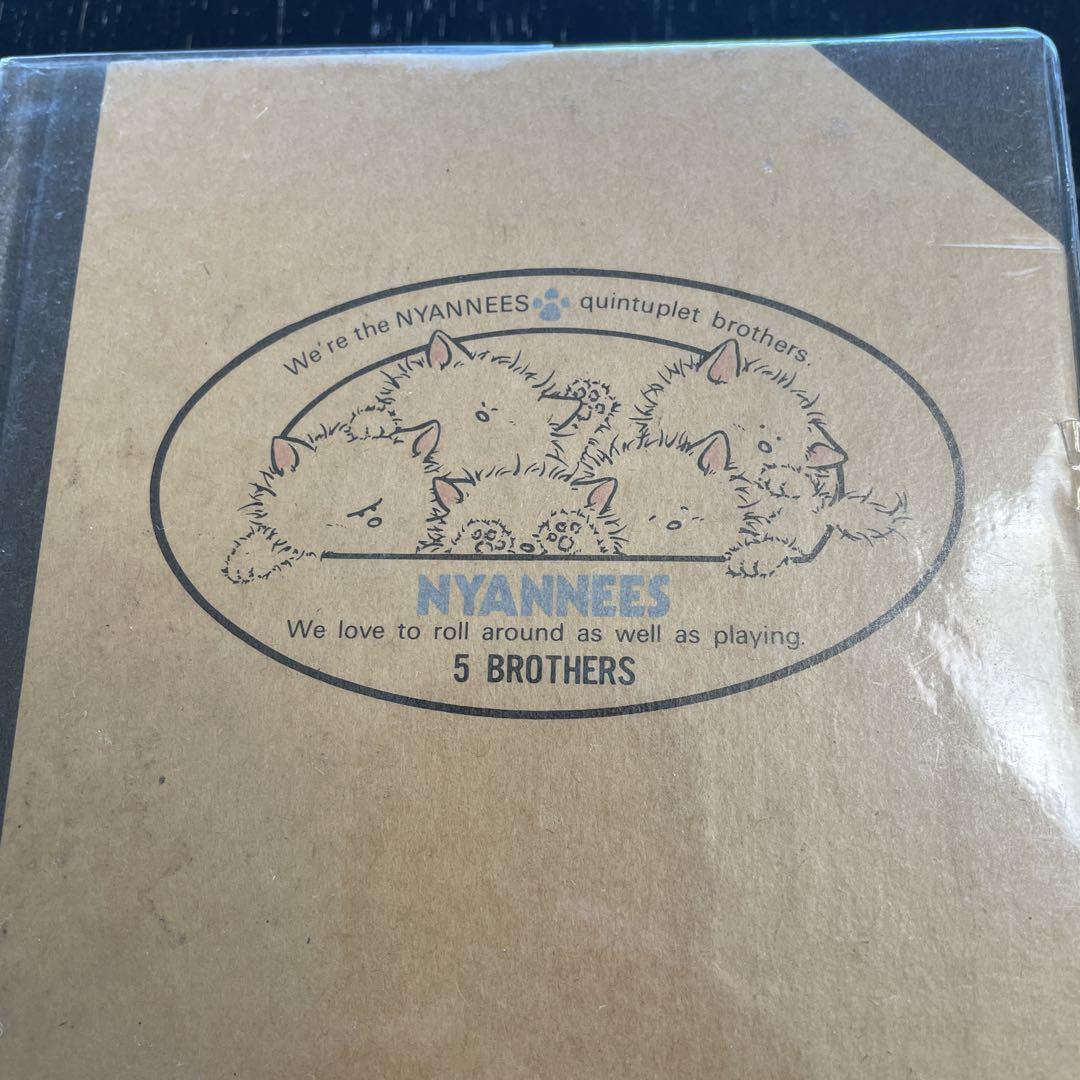 We're the NYANNEES quintuplet brothers.
NYANNEES
We love to roll around as well as playing.
5 BROTHERS